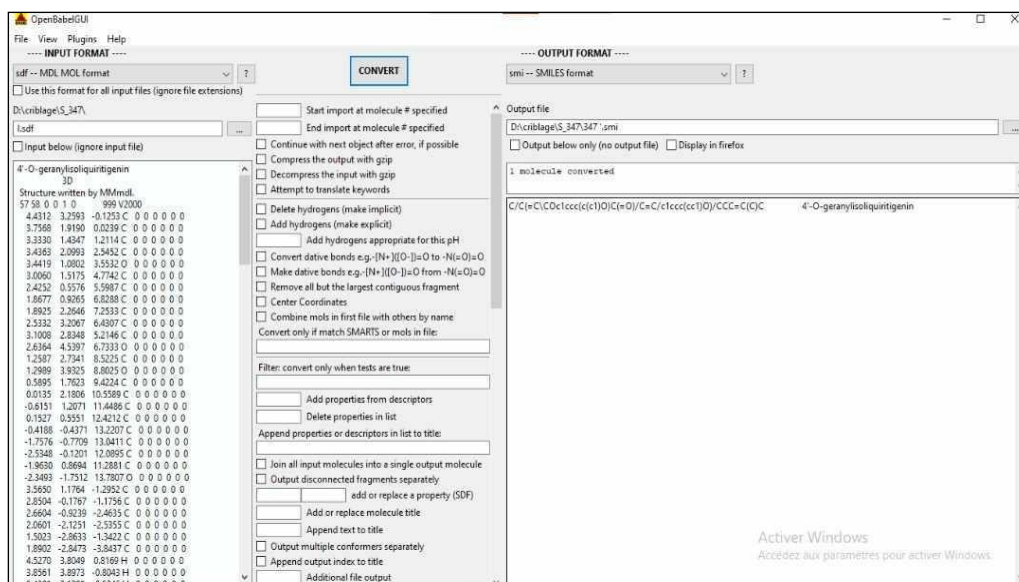 OpenBabelGUI
File View Plugins Help
---- INPUT FORMAT ----
sdf -- MDL MOL format
?
Use this format for all input files (ignore file extensions)
D:\criblage\S_347\
l.sdf
...
Input below (ignore input file)
4'-O-geranylisoliquiritigenin
3D
Structure written by MMmdl.
57 58 0 0 1 0 999 V2000
4.4312 3.2593 -0.1253 C 0 0 0 0 0 0
3.7568 1.9190 0.0239 C 0 0 0 0 0 0
3.3330 1.4347 1.2114 C 0 0 0 0 0 0
3.4363 2.0993 2.5452 C 0 0 0 0 0 0
3.4419 1.0802 3.5532 O 0 0 0 0 0 0
3.0060 1.5175 4.7742 C 0 0 0 0 0 0
2.4252 0.5576 5.5987 C 0 0 0 0 0 0
1.8677 0.9265 6.8288 C 0 0 0 0 0 0
1.8925 2.2646 7.2533 C 0 0 0 0 0 0
2.5332 3.2067 6.4307 C 0 0 0 0 0 0
3.1008 2.8348 5.2146 C 0 0 0 0 0 0
2.6364 4.5397 6.7333 O 0 0 0 0 0 0
1.2587 2.7341 8.5225 C 0 0 0 0 0 0
1.2989 3.9325 8.8025 O 0 0 0 0 0 0
0.5895 1.7623 9.4224 C 0 0 0 0 0 0
0.0135 2.1806 10.5589 C 0 0 0 0 0 0
-0.6151 1.2071 11.4486 C 0 0 0 0 0 0
0.1527 0.5551 12.4212 C 0 0 0 0 0 0
-0.4188 -0.4371 13.2207 C 0 0 0 0 0 0
-1.7576 -0.7709 13.0411 C 0 0 0 0 0 0
-2.5348 -0.1201 12.0895 C 0 0 0 0 0 0
-1.9630 0.8694 11.2881 C 0 0 0 0 0 0
-2.3493 -1.7512 13.7807 O 0 0 0 0 0 0
3.5650 1.1764 -1.2952 C 0 0 0 0 0 0
2.8504 -0.1767 -1.1756 C 0 0 0 0 0 0
2.6604 -0.9239 -2.4635 C 0 0 0 0 0 0
2.0601 -2.1251 -2.5355 C 0 0 0 0 0 0
1.5023 -2.8633 -1.3422 C 0 0 0 0 0 0
1.8902 -2.8473 -3.8437 C 0 0 0 0 0 0
4.5270 3.8049 0.8169 H 0 0 0 0 0 0
3.8561 3.8973 -0.8043 H 0 0 0 0 0 0
CONVERT
Start import at molecule # specified
End import at molecule # specified
Continue with next object after error, if possible
Compress the output with gzip
Decompress the input with gzip
Attempt to translate keywords
Delete hydrogens (make implicit)
Add hydrogens (make explicit)
Add hydrogens appropriate for this pH
Convert dative bonds e.g.-[N+]([O-])=O to -N(=O)=O
Make dative bonds e.g.-[N+]([O-])=O from -N(=O)=O
Remove all but the largest contiguous fragment
Center Coordinates
Combine mols in first file with others by name
Convert only if match SMARTS or mols in file:
Filter: convert only when tests are true:
Add properties from descriptors
Delete properties in list
Append properties or descriptors in list to title:
Join all input molecules into a single output molecule
Output disconnected fragments separately
add or replace a property (SDF)
Add or replace molecule title
Append text to title
Output multiple conformers separately
Append output index to title
Additional file output
---- OUTPUT FORMAT ----
smi -- SMILES format
?
Output file
D:\criblage\S_347\347 '.smi
...
Output below only (no output file) Display in firefox
1 molecule converted
C/C(=C\COc1ccc(c(c1)O)C(=O)/C=C/c1ccc(cc1)O)/CCC=C(C)C 4'-O-geranylisoliquiritigenin
Activer Windows
Accédez aux paramètres pour activer Windows.